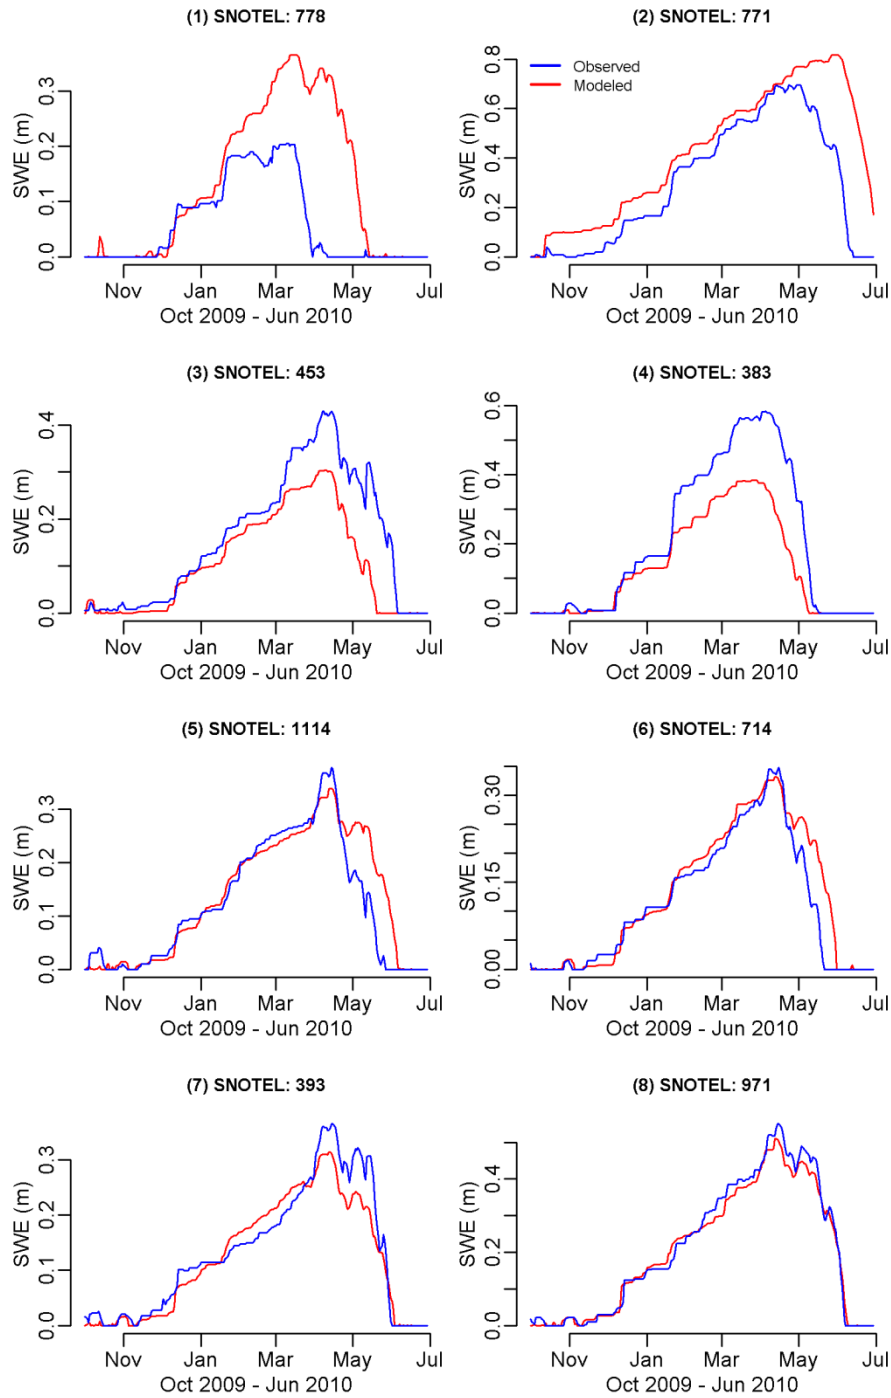 (1) SNOTEL: 778
SWE (m)
0.0 0.1 0.2 0.3
Nov Jan Mar May Jul
Oct 2009 - Jun 2010
(2) SNOTEL: 771
Observed
Modeled
SWE (m)
0.0 0.2 0.4 0.6 0.8
Nov Jan Mar May Jul
Oct 2009 - Jun 2010
(3) SNOTEL: 453
SWE (m)
0.0 0.2 0.4
Nov Jan Mar May Jul
Oct 2009 - Jun 2010
(4) SNOTEL: 383
SWE (m)
0.0 0.2 0.4 0.6
Nov Jan Mar May Jul
Oct 2009 - Jun 2010
(5) SNOTEL: 1114
SWE (m)
0.0 0.1 0.2 0.3
Nov Jan Mar May Jul
Oct 2009 - Jun 2010
(6) SNOTEL: 714
SWE (m)
0.00 0.15 0.30
Nov Jan Mar May Jul
Oct 2009 - Jun 2010
(7) SNOTEL: 393
SWE (m)
0.0 0.1 0.2 0.3
Nov Jan Mar May Jul
Oct 2009 - Jun 2010
(8) SNOTEL: 971
SWE (m)
0.0 0.2 0.4
Nov Jan Mar May Jul
Oct 2009 - Jun 2010